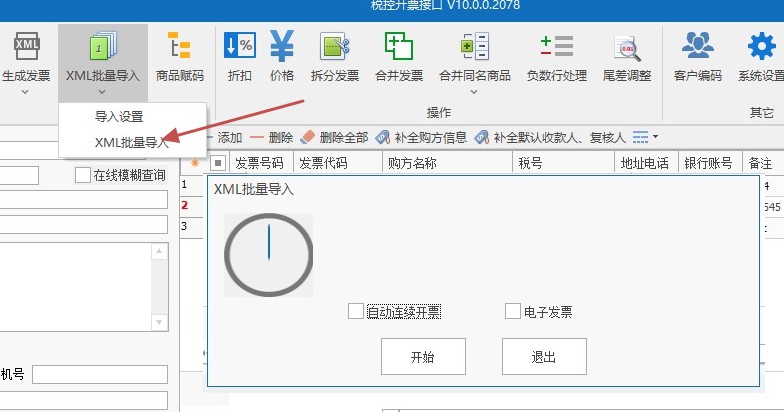 税控开票接口 V10.0.0.2078
XML
生成发票
1
XML批量导入
商品赋码
折扣
价格
拆分发票
合并发票
合并同名商品
负数行处理
尾差调整
客户编码
系统设置
操作
其它
导入设置
XML批量导入
添加
删除
删除全部
补全购方信息
补全默认收款人、复核人
在线模糊查询
发票号码
发票代码
购方名称
税号
地址电话
银行账号
备注
1
2
3
4
545
XML批量导入
自动连续开票
电子发票
开始
退出
机号